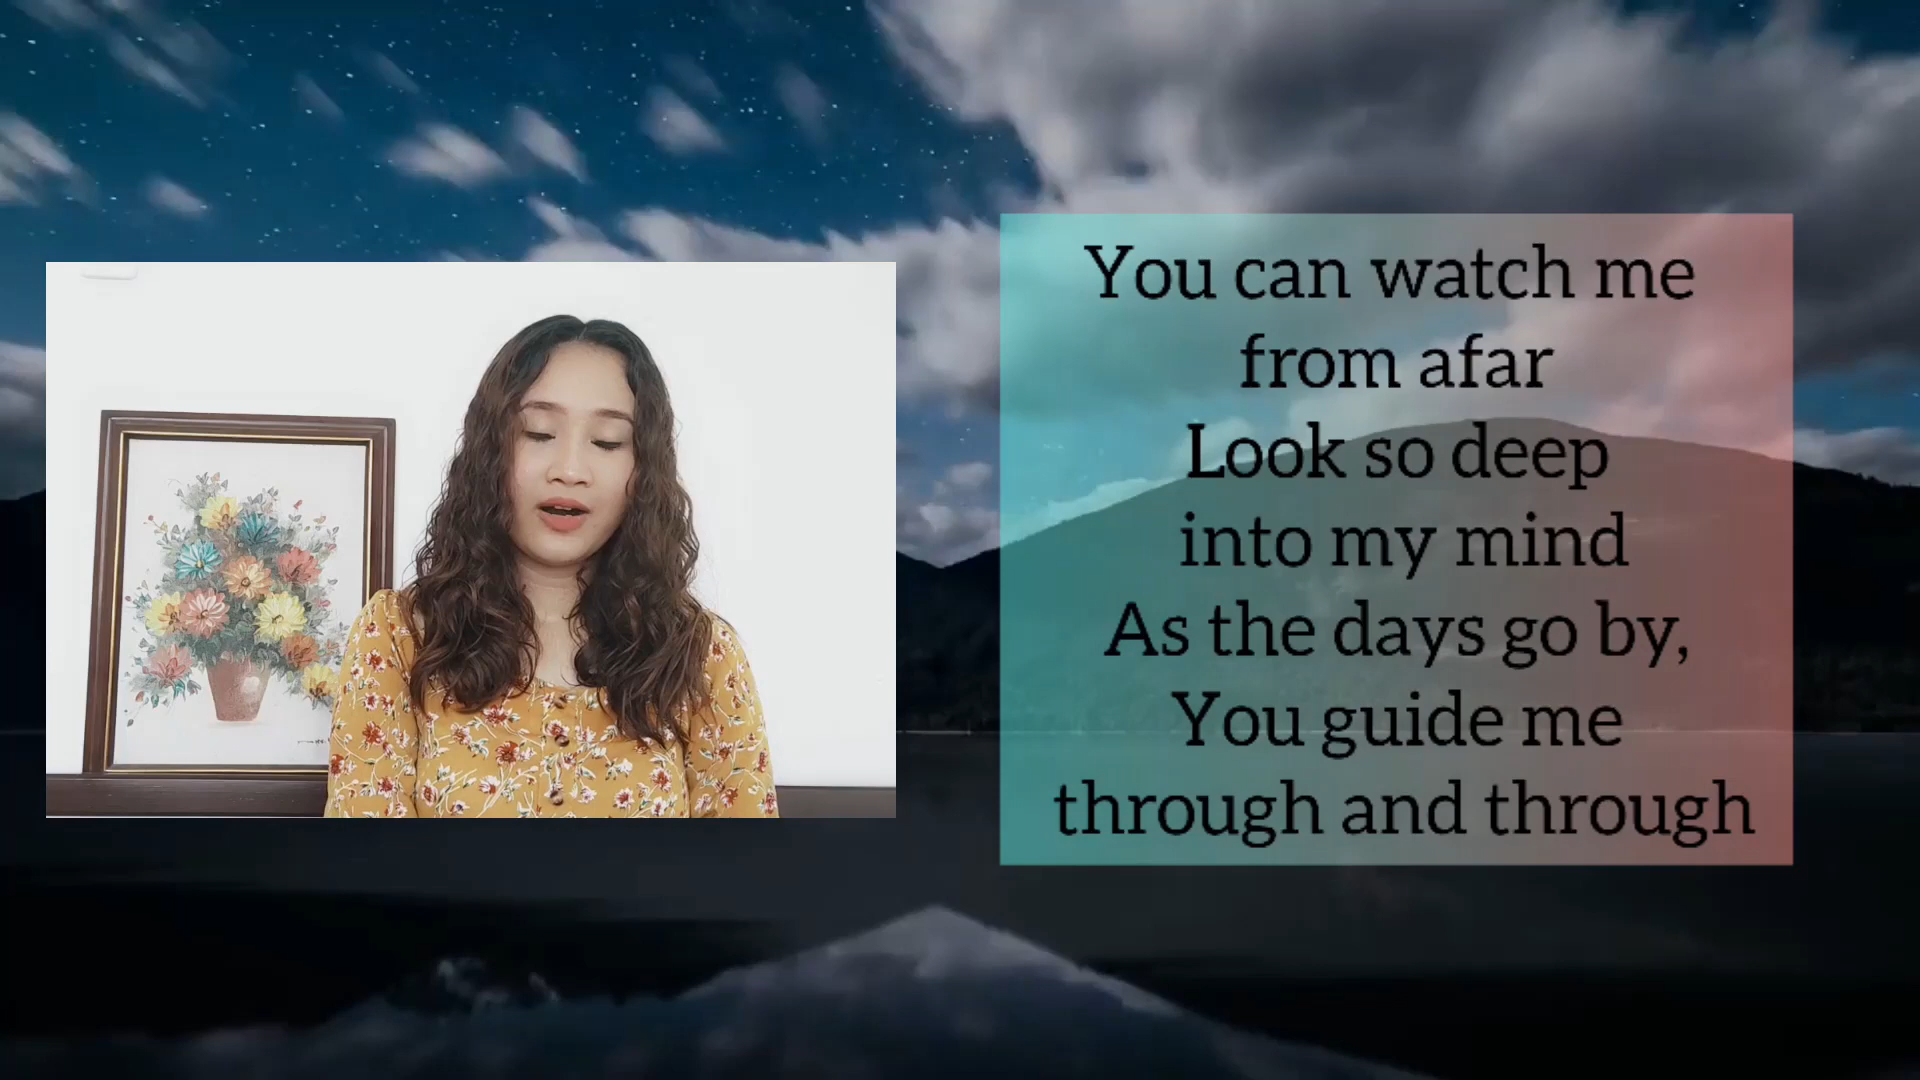 You can watch me
from afar
Look so deep
into my mind
As the days go by,
You guide me
through and through